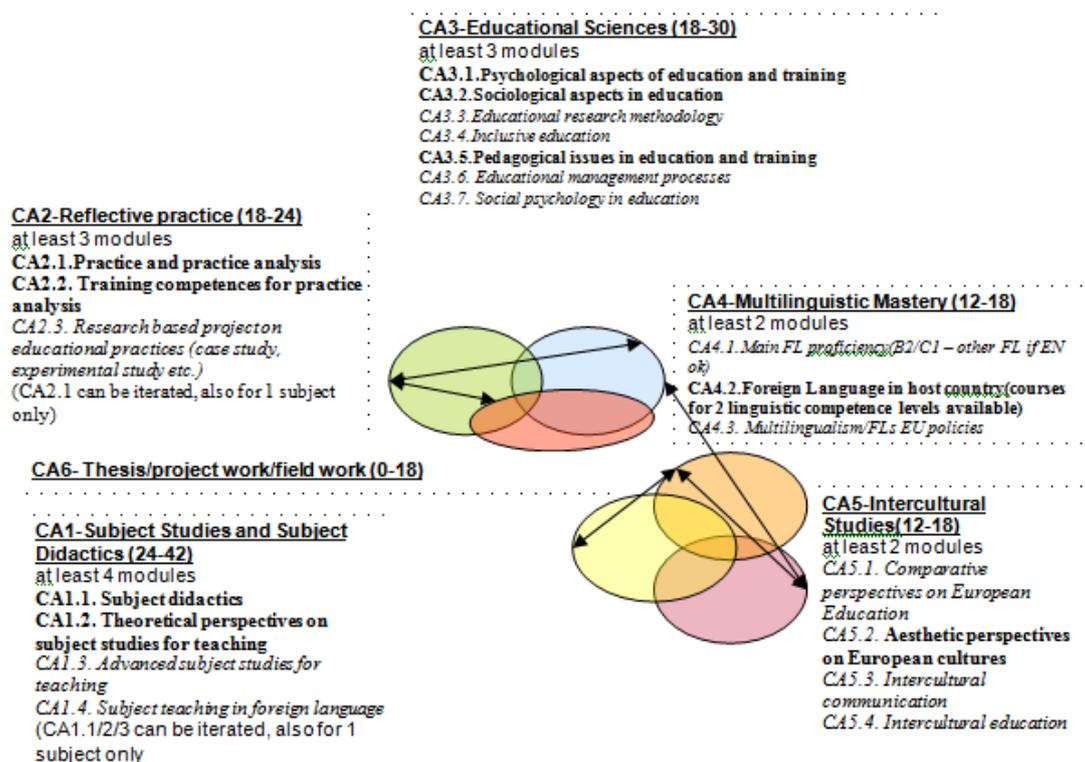 CA3-Educational Sciences (18-30)
at least 3 modules
CA3.1.Psychological aspects of education and training
CA3.2.Sociological aspects in education
CA3.3.Educational research methodology
CA3.4.Inclusive education
CA3.5.Pedagogical issues in education and training
CA3.6. Educational management processes
CA3.7. Social psychology in education
CA2-Reflective practice (18-24)
at least 3 modules
CA2.1.Practice and practice analysis
CA2.2. Training competences for practice
analysis
CA2.3. Research based project on
educational practices (case study,
experimental study etc.)
(CA2.1 can be iterated, also for 1 subject
only)
CA4-Multilinguistic Mastery (12-18)
at least 2 modules
CA4.1.Main FL proficiency(B2/C1 – other FL if EN
ok)
CA4.2.Foreign Language in host country(courses
for 2 linguistic competence levels available)
CA4.3. Multilingualism/FLs EU policies
CA6- Thesis/project work/field work (0-18)
CA1-Subject Studies and Subject
Didactics (24-42)
at least 4 modules
CA1.1. Subject didactics
CA1.2. Theoretical perspectives on
subject studies for teaching
CA1.3. Advanced subject studies for
teaching
CA1.4. Subject teaching in foreign language
(CA1.1/2/3 can be iterated, also for 1
subject only
CA5-Intercultural
Studies(12-18)
at least 2 modules
CA5.1. Comparative
perspectives on European
Education
CA5.2. Aesthetic perspectives
on European cultures
CA5.3. Intercultural
communication
CA5.4. Intercultural education